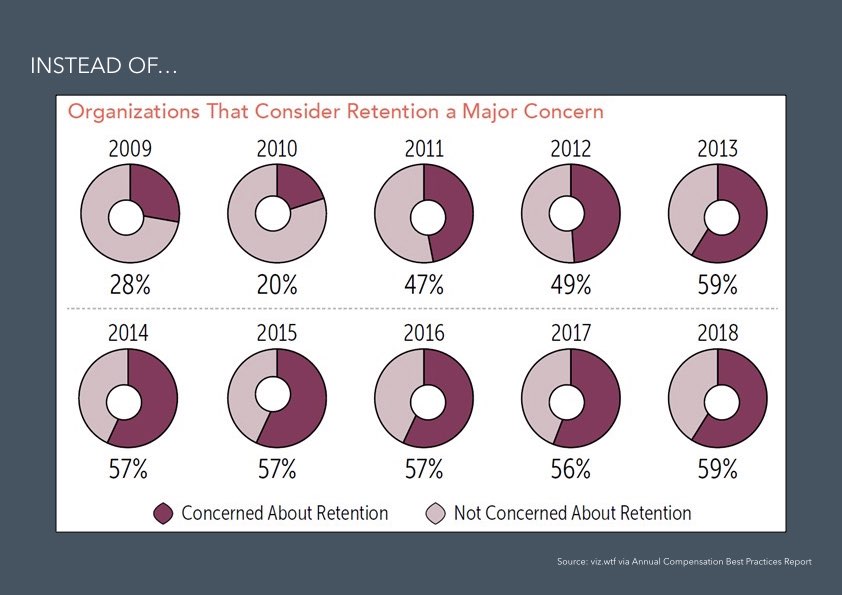 INSTEAD OF...
Organizations That Consider Retention a Major Concern
2009 2010 2011 2012 2013
28% 20% 47% 49% 59%
2014 2015 2016 2017 2018
57% 57% 57% 56% 59%
Concerned About Retention Not Concerned About Retention
Source: viz.wtf via Annual Compensation Best Practices Report